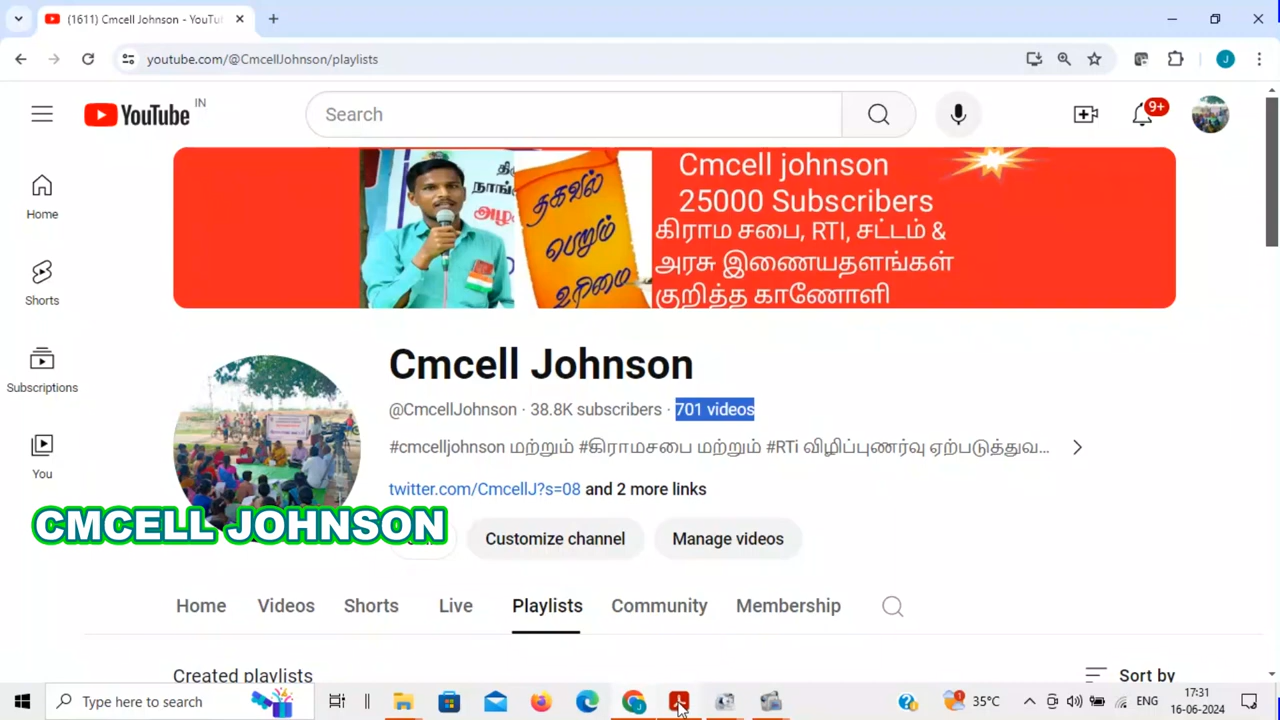 (1611) Cmcell Johnson - YouTu
youtube.com/@CmcellJohnson/playlists
YouTube IN
Search
9+
J
Home
Shorts
Subscriptions
You
Cmcell johnson
25000 Subscribers
கிராம சபை, RTI, சட்டம் &
அரசு இணையதளங்கள்
குறித்த காணோளி
தகவல்
பெறும்
உரிமை
Cmcell Johnson
@CmcellJohnson · 38.8K subscribers · 701 videos
#cmcelljohnson மற்றும் #கிராமசபை மற்றும் #RTi விழிப்புணர்வு ஏற்படுத்துவ...
twitter.com/CmcellJ?s=08 and 2 more links
CMCELL JOHNSON
Customize channel
Manage videos
Home Videos Shorts Live Playlists Community Membership
Created playlists
Sort by
Type here to search
35°C
ENG
17:31
16-06-2024